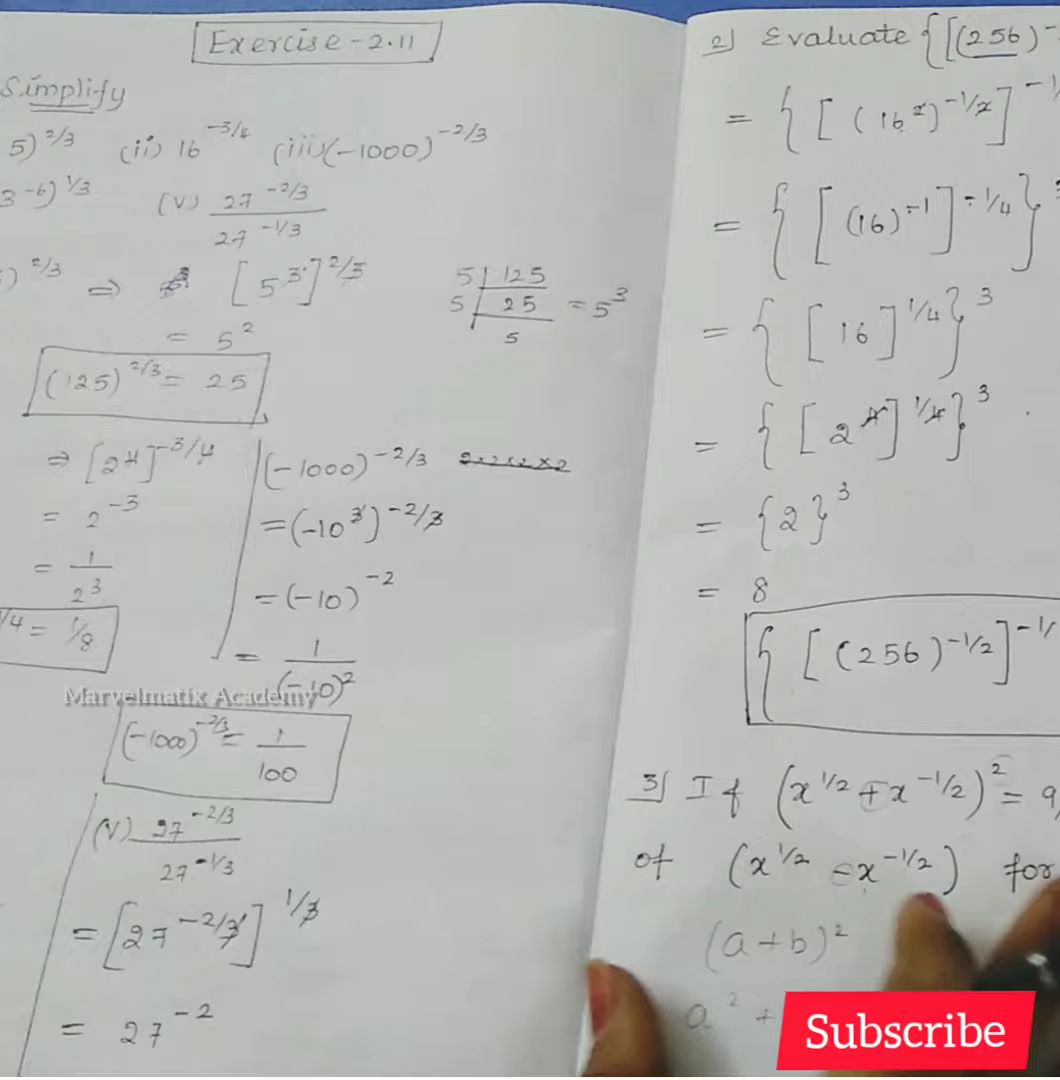 Exercise-2.11
Simplify
5)^2/3 (ii) 16^-3/4 (iii) (-1000)^-2/3
3^-6)^1/3 (V) 27^-2/3 / 27^-1/3
)^2/3 ⇒ [5^3]^2/3
5 | 125
5 | 25 = 5^3
5
= 5^2
(125)^2/3 = 25
⇒ [2^4]^-3/4
= 2^-3
= 1/2^3
/4 = 1/8
(-1000)^-2/3
= (-10^3)^-2/3
= (-10)^-2
= 1/(-10)^2
Marvelmatix Academy
(-1000)^-2/3 = 1/100
(V) 27^-2/3 / 27^-1/3
= [27^-2/3]^1/3
= 27^-2
2) Evaluate {[(256)^-
= {[(16^2)^-1/2]^-1/
= {[(16)^-1]^-1/4}^3
= {[16]^1/4}^3
= {[2^4]^1/4}^3
= {2}^3
= 8
{[(256)^-1/2]^-1/
3) If (x^1/2 + x^-1/2)^2 = 9,
of (x^1/2 - x^-1/2) for
(a+b)^2
a^2 +
Subscribe